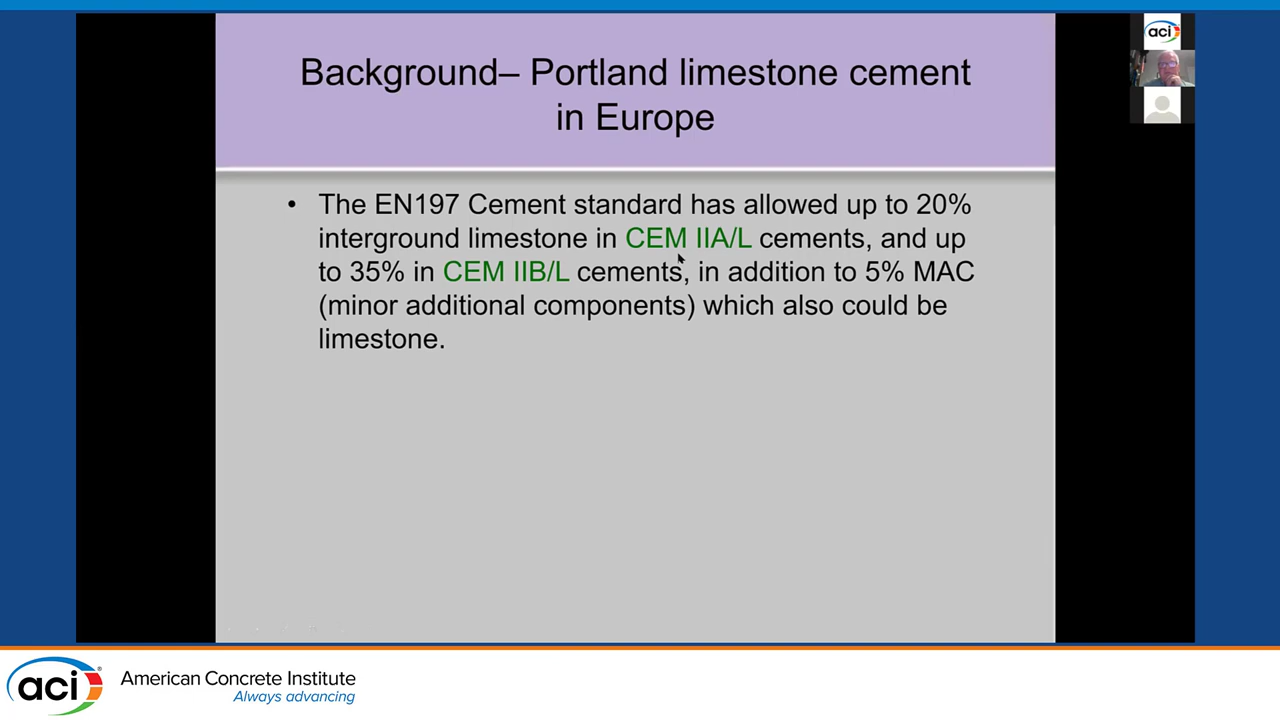 Background– Portland limestone cement
in Europe
• The EN197 Cement standard has allowed up to 20%
interground limestone in CEM IIA/L cements, and up
to 35% in CEM IIB/L cements, in addition to 5% MAC
(minor additional components) which also could be
limestone.
aci
aci
American Concrete Institute
Always advancing